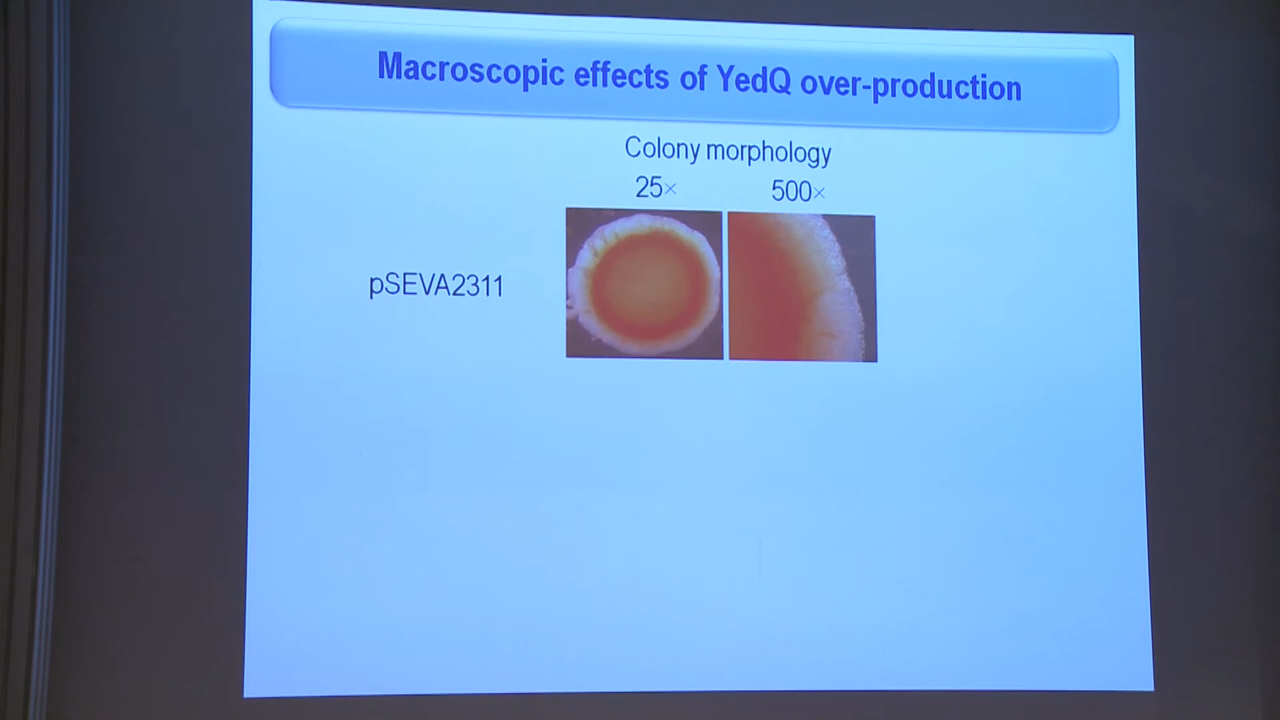 Macroscopic effects of YedQ over-production
Colony morphology
25× 500×
pSEVA2311